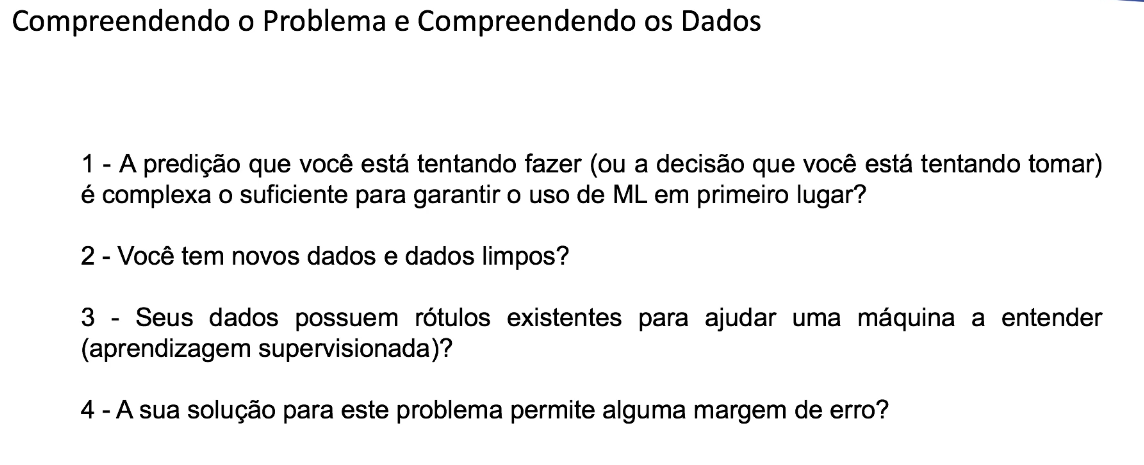 Compreendendo o Problema e Compreendendo os Dados
1 - A predição que você está tentando fazer (ou a decisão que você está tentando tomar)
é complexa o suficiente para garantir o uso de ML em primeiro lugar?
2 - Você tem novos dados e dados limpos?
3 - Seus dados possuem rótulos existentes para ajudar uma máquina a entender
(aprendizagem supervisionada)?
4 - A sua solução para este problema permite alguma margem de erro?